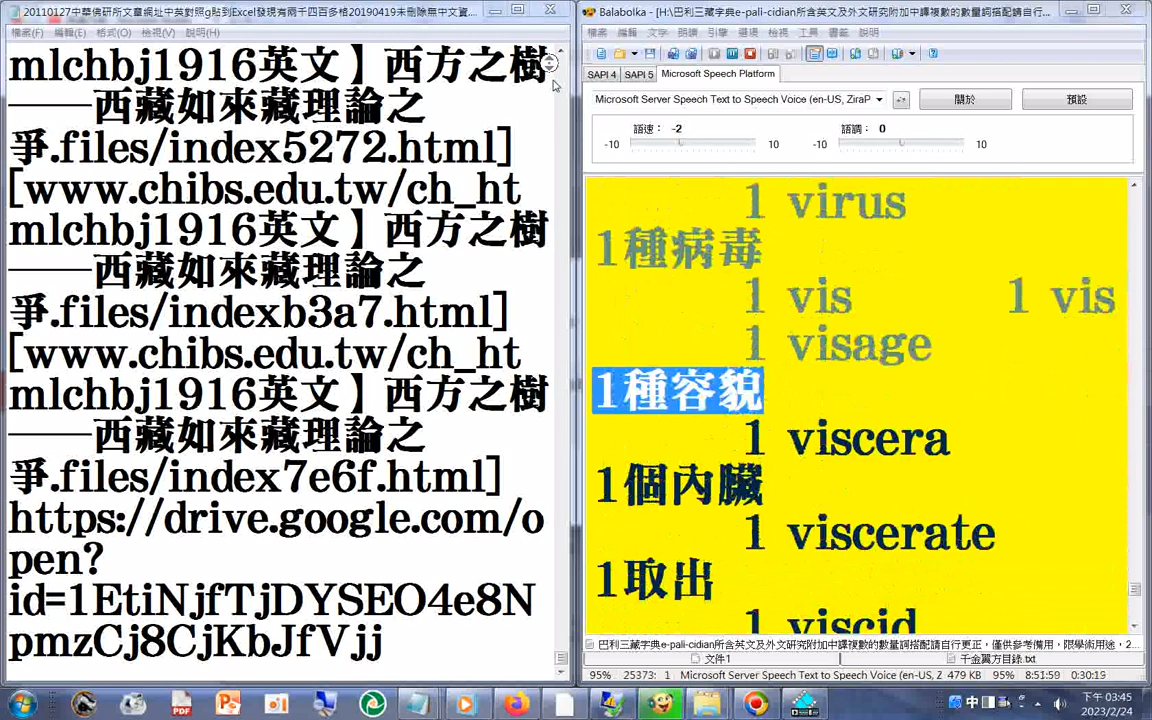 20110127中華佛研所文章網址中英對照g貼到Excel發現有兩千四百多格20190419未刪除無中文資...
檔案(F) 編輯(E) 格式(O) 檢視(V) 說明(H)
mlchbj1916英文】西方之樹
——西藏如來藏理論之
爭.files/index5272.html]
[www.chibs.edu.tw/ch_ht
mlchbj1916英文】西方之樹
——西藏如來藏理論之
爭.files/indexb3a7.html]
[www.chibs.edu.tw/ch_ht
mlchbj1916英文】西方之樹
——西藏如來藏理論之
爭.files/index7e6f.html]
https://drive.google.com/o
pen?
id=1EtiNjfTjDYSEO4e8N
pmzCj8CjKbJfVjj
Balabolka - [H:\巴利三藏字典e-pali-cidian所含英文及外文研究附加中譯複數的數量詞搭配請自行...
檔案 編輯 文字 朗讀 引擎 選項 檢視 工具 書籤 說明
SAPI 4 SAPI 5 Microsoft Speech Platform
Microsoft Server Speech Text to Speech Voice (en-US, ZiraP 關於 預設
語速： -2 語調： 0
-10 10 -10 10
1 virus
1種病毒
1 vis 1 vis
1 visage
1種容貌
1 viscera
1個內臟
1 viscerate
1取出
1 viscid
巴利三藏字典e-pali-cidian所含英文及外文研究附加中譯複數的數量詞搭配請自行更正，僅供參考備用，限學術用途，2...
文件1 千金翼方目錄.txt
95% 25373: 1 Microsoft Server Speech Text to Speech Voice (en-US, Z 479 KB 95% 8:51:59 0:30:19
中
下午 03:45
2023/2/24